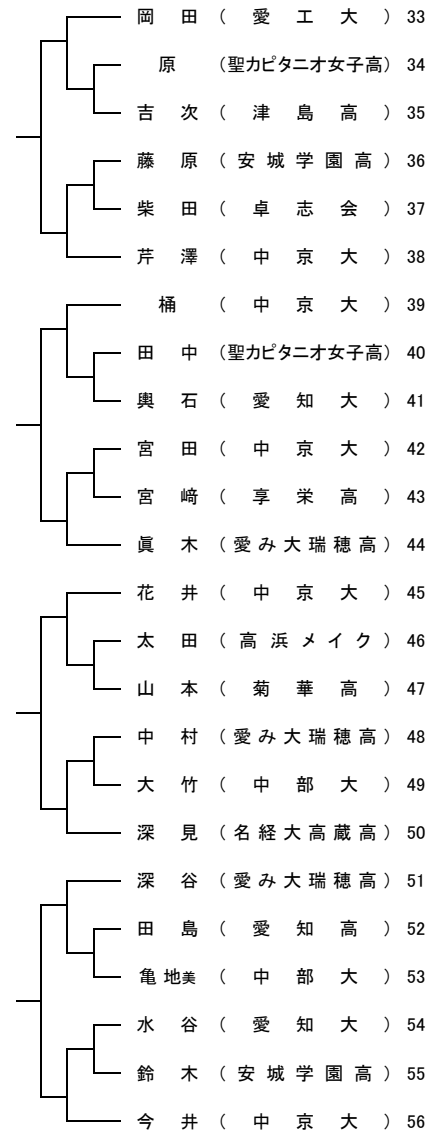 岡田(愛工大)33
原(聖カピタニオ女子高)34
吉次(津島高)35
藤原(安城学園高)36
柴田(卓志会)37
芹澤(中京大)38
桶(中京大)39
田中(聖カピタニオ女子高)40
輿石(愛知大)41
宮田(中京大)42
宮﨑(享栄高)43
眞木(愛み大瑞穂高)44
花井(中京大)45
太田(高浜メイク)46
山本(菊華高)47
中村(愛み大瑞穂高)48
大竹(中部大)49
深見(名経大高蔵高)50
深谷(愛み大瑞穂高)51
田島(愛知高)52
亀地美(中部大)53
水谷(愛知大)54
鈴木(安城学園高)55
今井(中京大)56